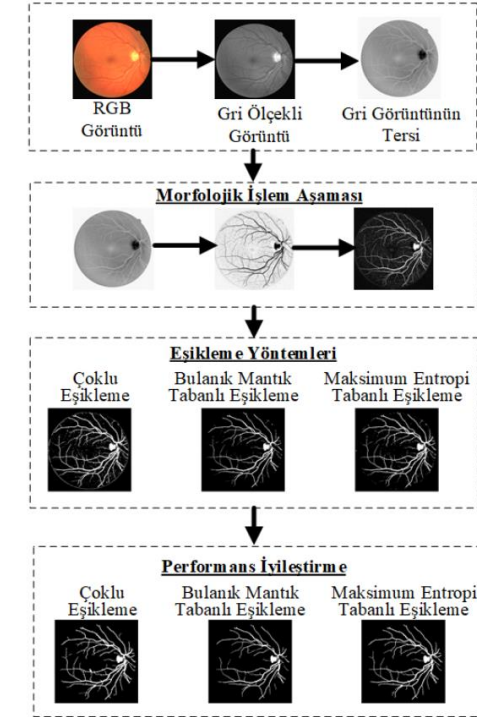 RGB
Görüntü
Gri Ölçekli
Görüntü
Gri Görüntünün
Tersi
Morfolojik İşlem Aşaması
Eşikleme Yöntemleri
Çoklu
Eşikleme
Bulanık Mantık
Tabanlı Eşikleme
Maksimum Entropi
Tabanlı Eşikleme
Performans İyileştirme
Çoklu
Eşikleme
Bulanık Mantık
Tabanlı Eşikleme
Maksimum Entropi
Tabanlı Eşikleme